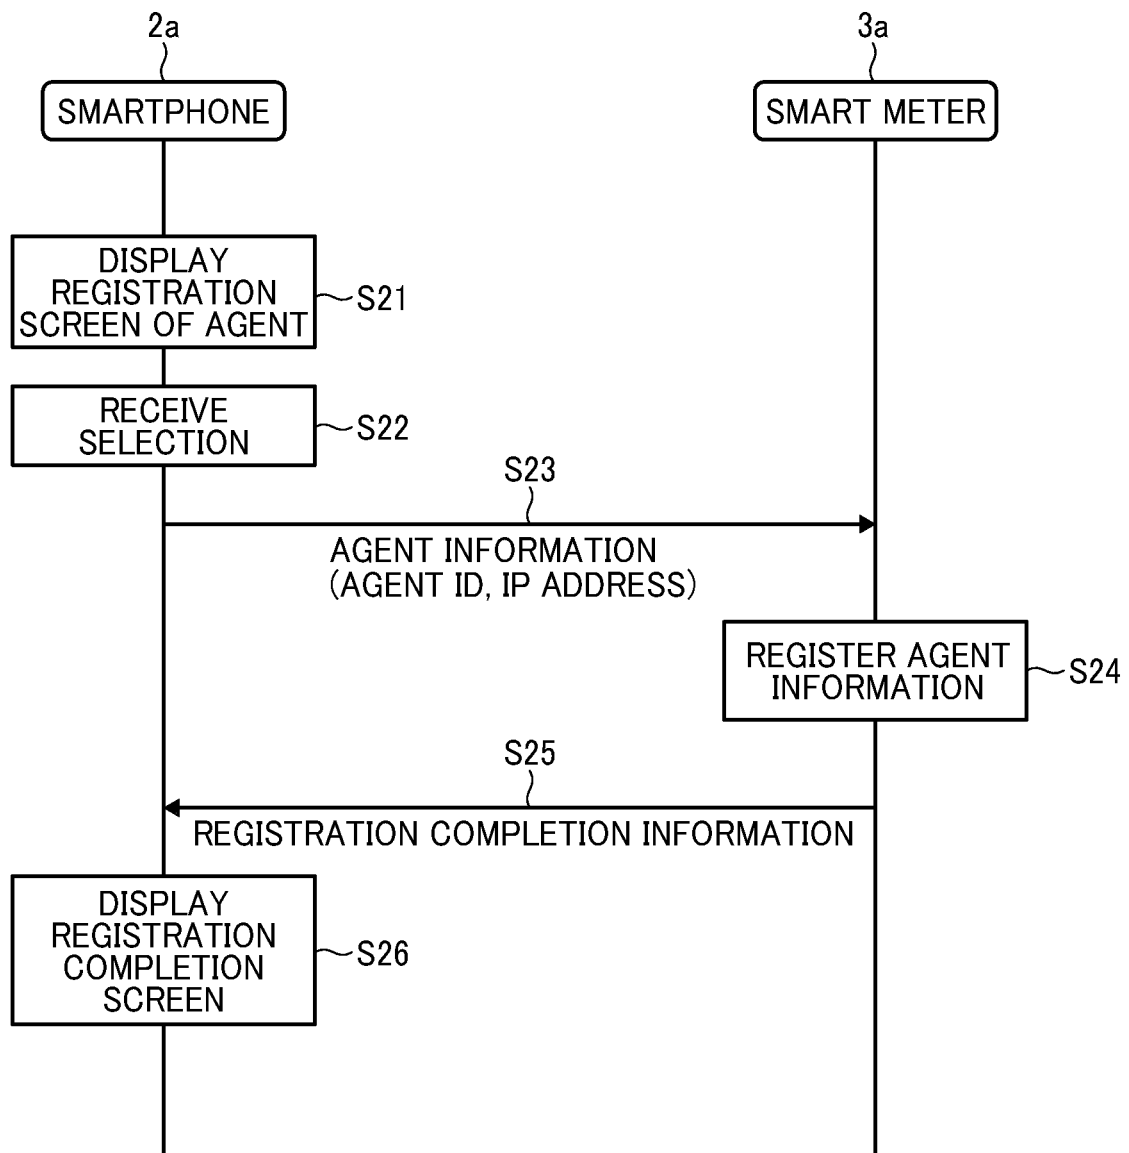 2a
3a
SMARTPHONE
SMART METER
DISPLAY
REGISTRATION
SCREEN OF AGENT
S21
RECEIVE
SELECTION
S22
S23
AGENT INFORMATION
(AGENT ID, IP ADDRESS)
REGISTER AGENT
INFORMATION
S24
S25
REGISTRATION COMPLETION INFORMATION
DISPLAY
REGISTRATION
COMPLETION
SCREEN
S26